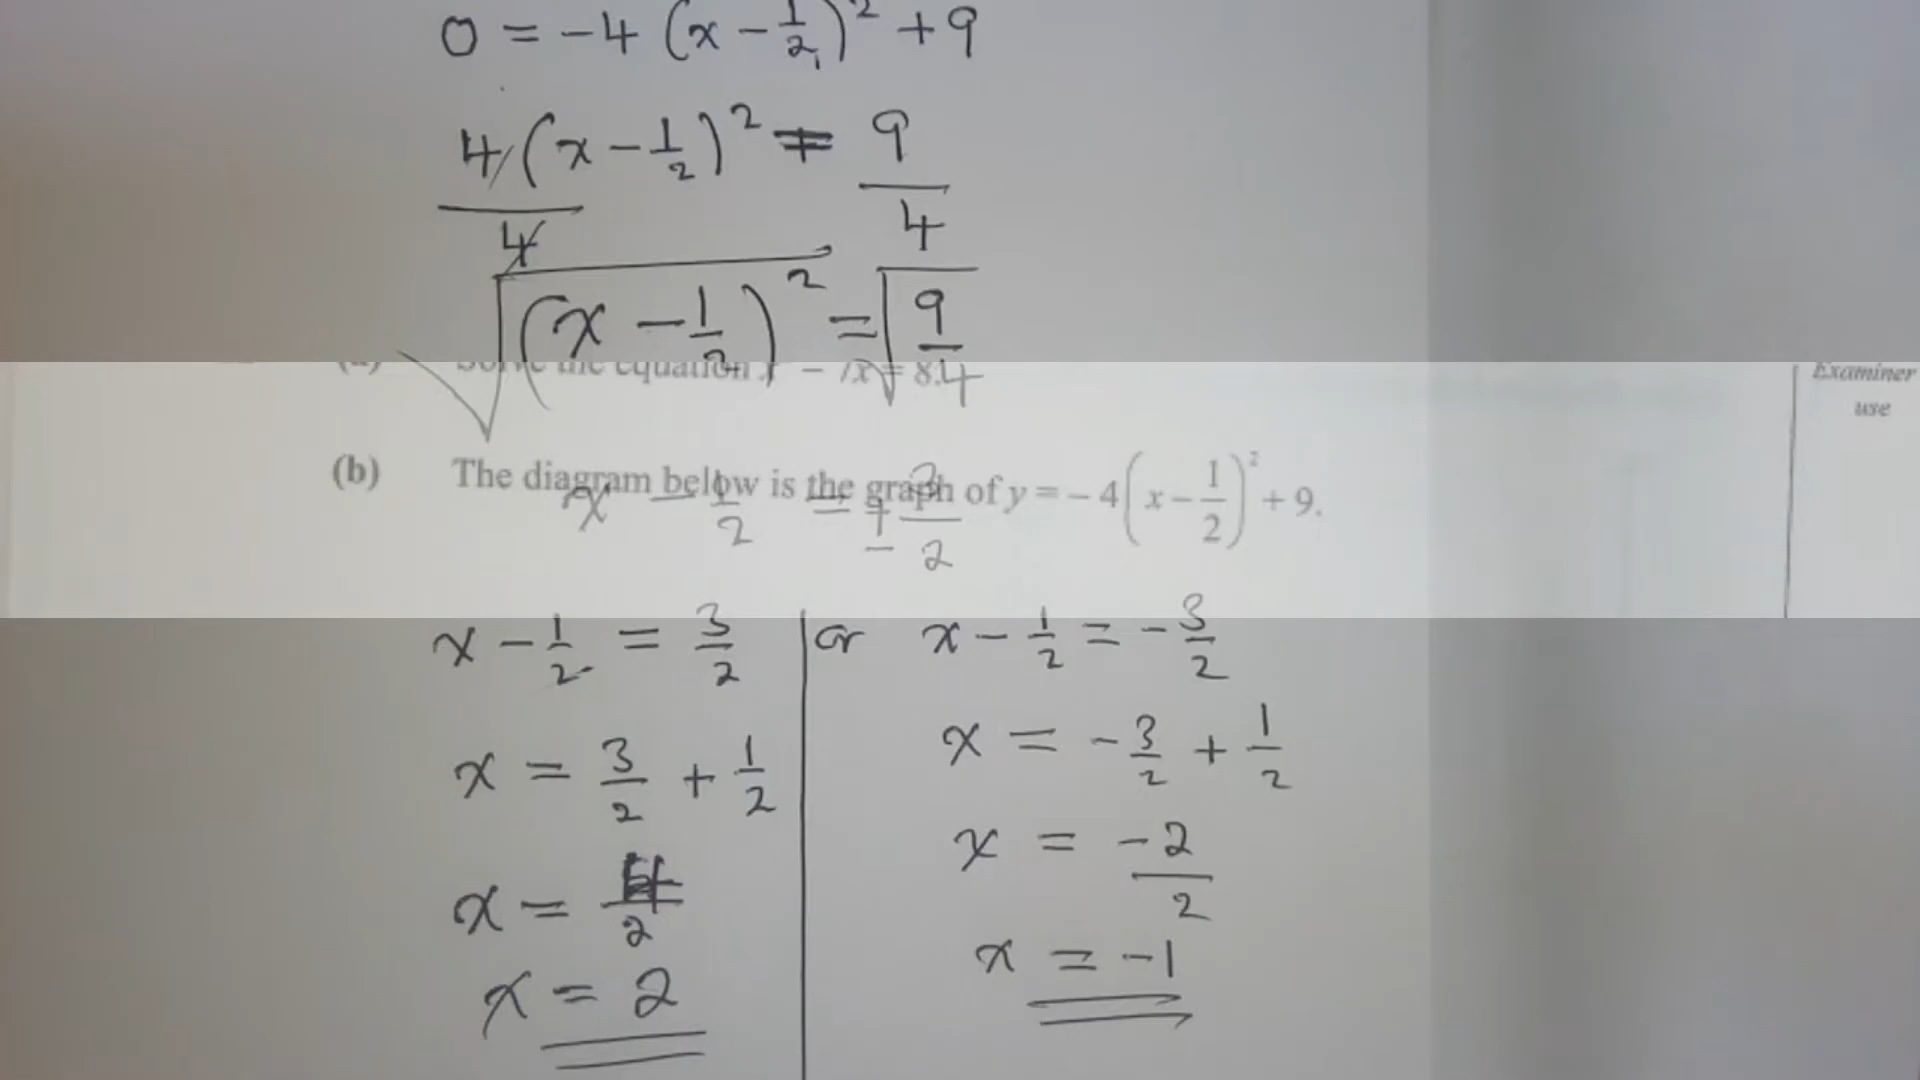 0 = -4 (x - 1/2)² + 9
4(x - 1/2)² / 4 = 9/4
√(x - 1/2)² = √9/4
equation x - 7x = 8.
Examiner
use
(b) The diagram below is the graph of y = - 4(x - 1/2)² + 9.
x - 1/2 = ± 3/2
x - 1/2 = 3/2 or x - 1/2 = -3/2
x = 3/2 + 1/2 x = -3/2 + 1/2
x = 4/2 x = -2/2
x = 2 x = -1